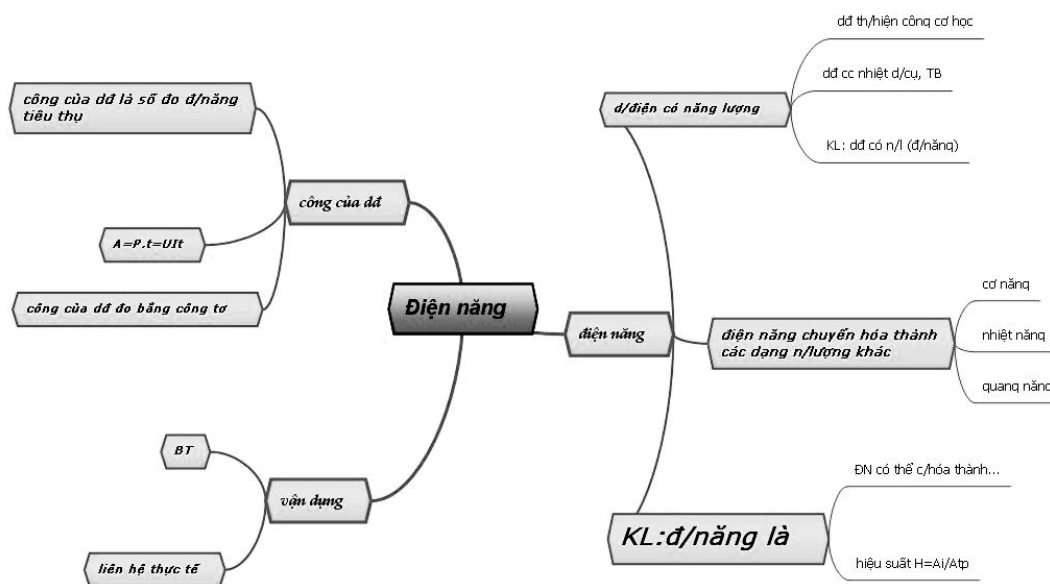 Điện năng
công của dđ
công của dđ là số đo đ/năng
tiêu thụ
A=P.t=UIt
công của dđ đo bằng công tơ
vận dụng
BT
liên hệ thực tế
điện năng
d/điện có năng lượng
dđ th/hiện công cơ học
dđ cc nhiệt d/cụ, TB
KL: dđ có n/l (đ/năng)
điện năng chuyển hóa thành
các dạng n/lượng khác
cơ năng
nhiệt năng
quang năng
KL:đ/năng là
ĐN có thể c/hóa thành...
hiệu suất H=Ai/Atp